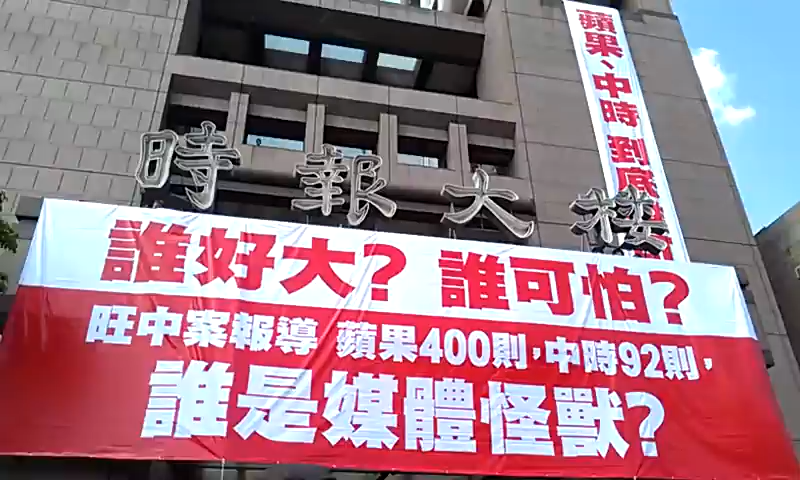 蘋果、中時 到底
時報大樓
誰好大？誰可怕？
旺中案報導 蘋果400則，中時92則，
誰是媒體怪獸？